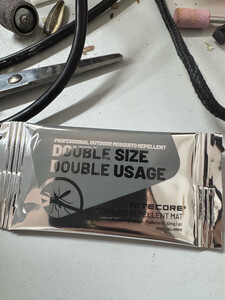 PROFESSIONAL OUTDOOR MOSQUITO REPELLENT
DOUBLE SIZE
DOUBLE USAGE
NITECORE®
REPELLENT MAT